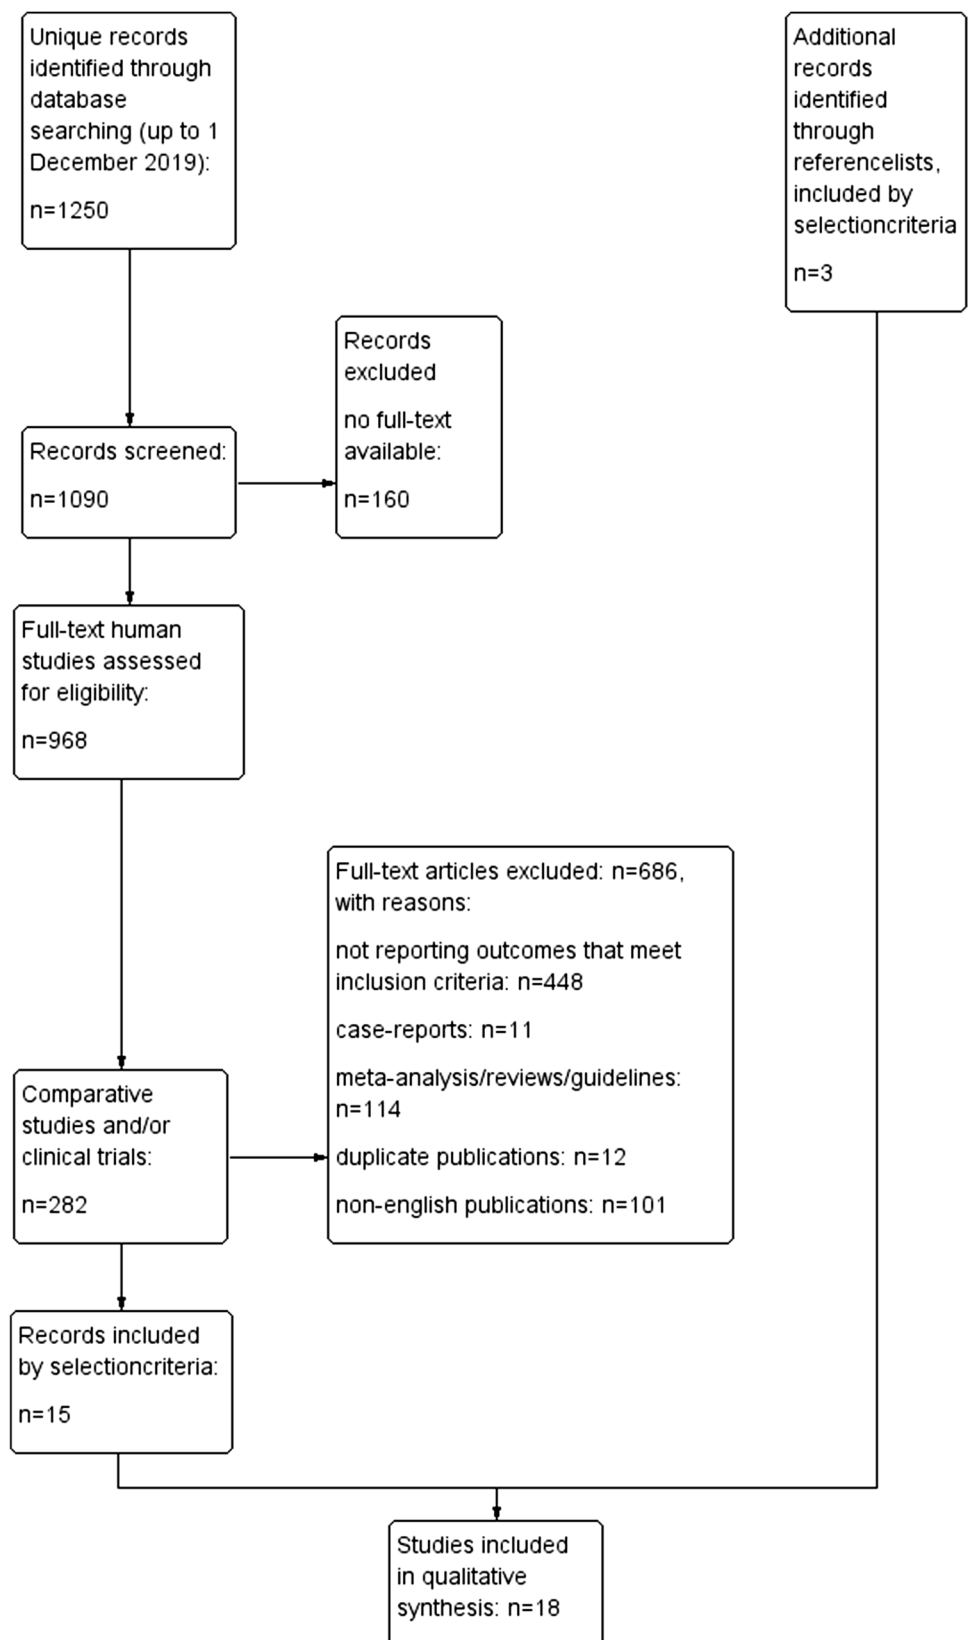 Unique records
identified through
database
searching (up to 1
December 2019):
n=1250
Additional
records
identified
through
referencelists,
included by
selectioncriteria
n=3
Records
excluded
no full-text
available:
n=160
Records screened:
n=1090
Full-text human
studies assessed
for eligibility:
n=968
Full-text articles excluded: n=686,
with reasons:
not reporting outcomes that meet
inclusion criteria: n=448
case-reports: n=11
meta-analysis/reviews/guidelines:
n=114
duplicate publications: n=12
non-english publications: n=101
Comparative
studies and/or
clinical trials:
n=282
Records included
by selectioncriteria:
n=15
Studies included
in qualitative
synthesis: n=18